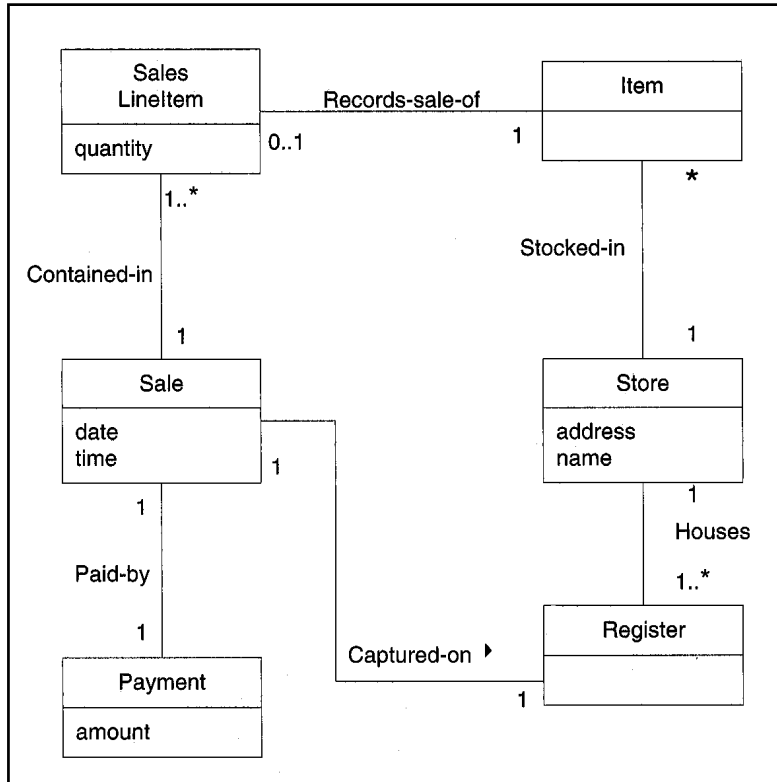 Sales
LineItem
quantity
Records-sale-of
0..1
1
Item
1..*
*
Contained-in
Stocked-in
1
1
Sale
date
time
1
1
Store
address
name
1
Houses
Paid-by
1..*
1
Captured-on
1
Register
Payment
amount